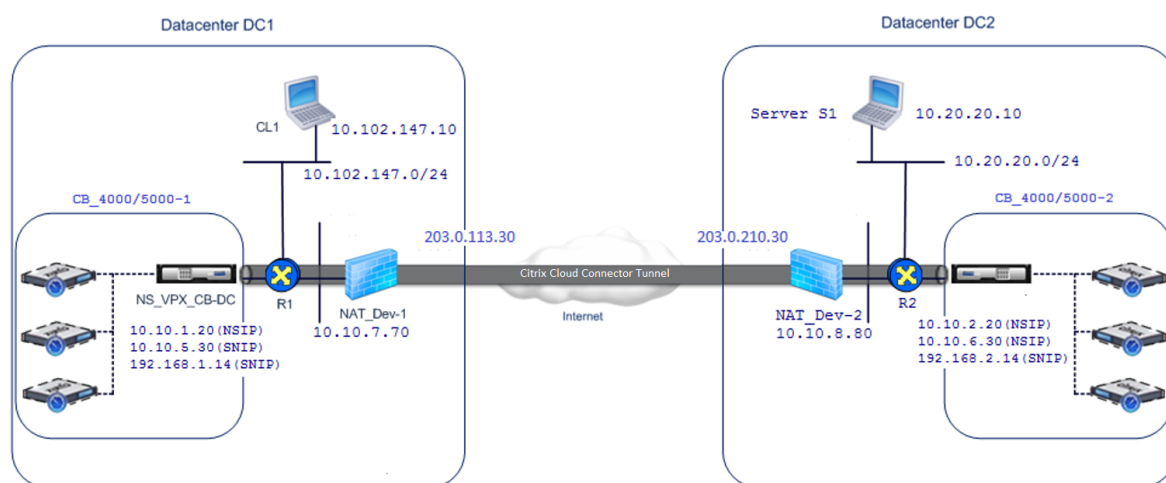 Datacenter DC1
Datacenter DC2
CL1
10.102.147.10
10.102.147.0/24
Server S1
10.20.20.10
10.20.20.0/24
CB_4000/5000-1
CB_4000/5000-2
203.0.113.30
203.0.210.30
Citrix Cloud Connector Tunnel
Internet
NS_VPX_CB-DC
R1
NAT_Dev-1
10.10.7.70
NAT_Dev-2
10.10.8.80
R2
10.10.1.20(NSIP)
10.10.5.30(SNIP)
192.168.1.14(SNIP)
10.10.2.20(NSIP)
10.10.6.30(NSIP)
192.168.2.14(SNIP)